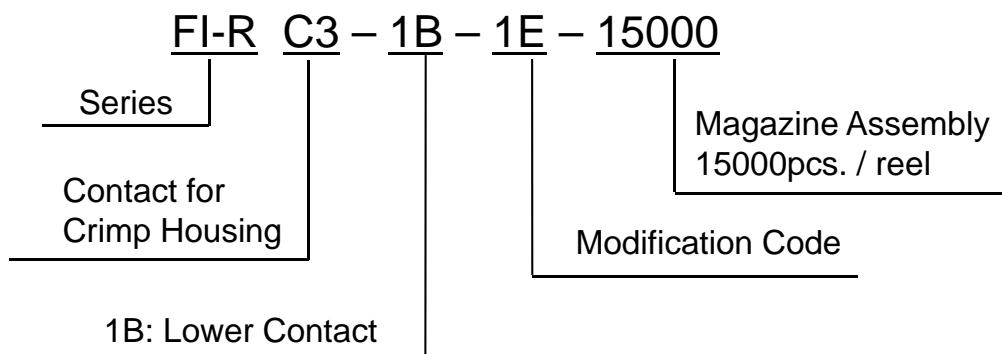 FI-R C3 – 1B – 1E – 15000
Series
Magazine Assembly
15000pcs. / reel
Contact for
Crimp Housing
Modification Code
1B: Lower Contact